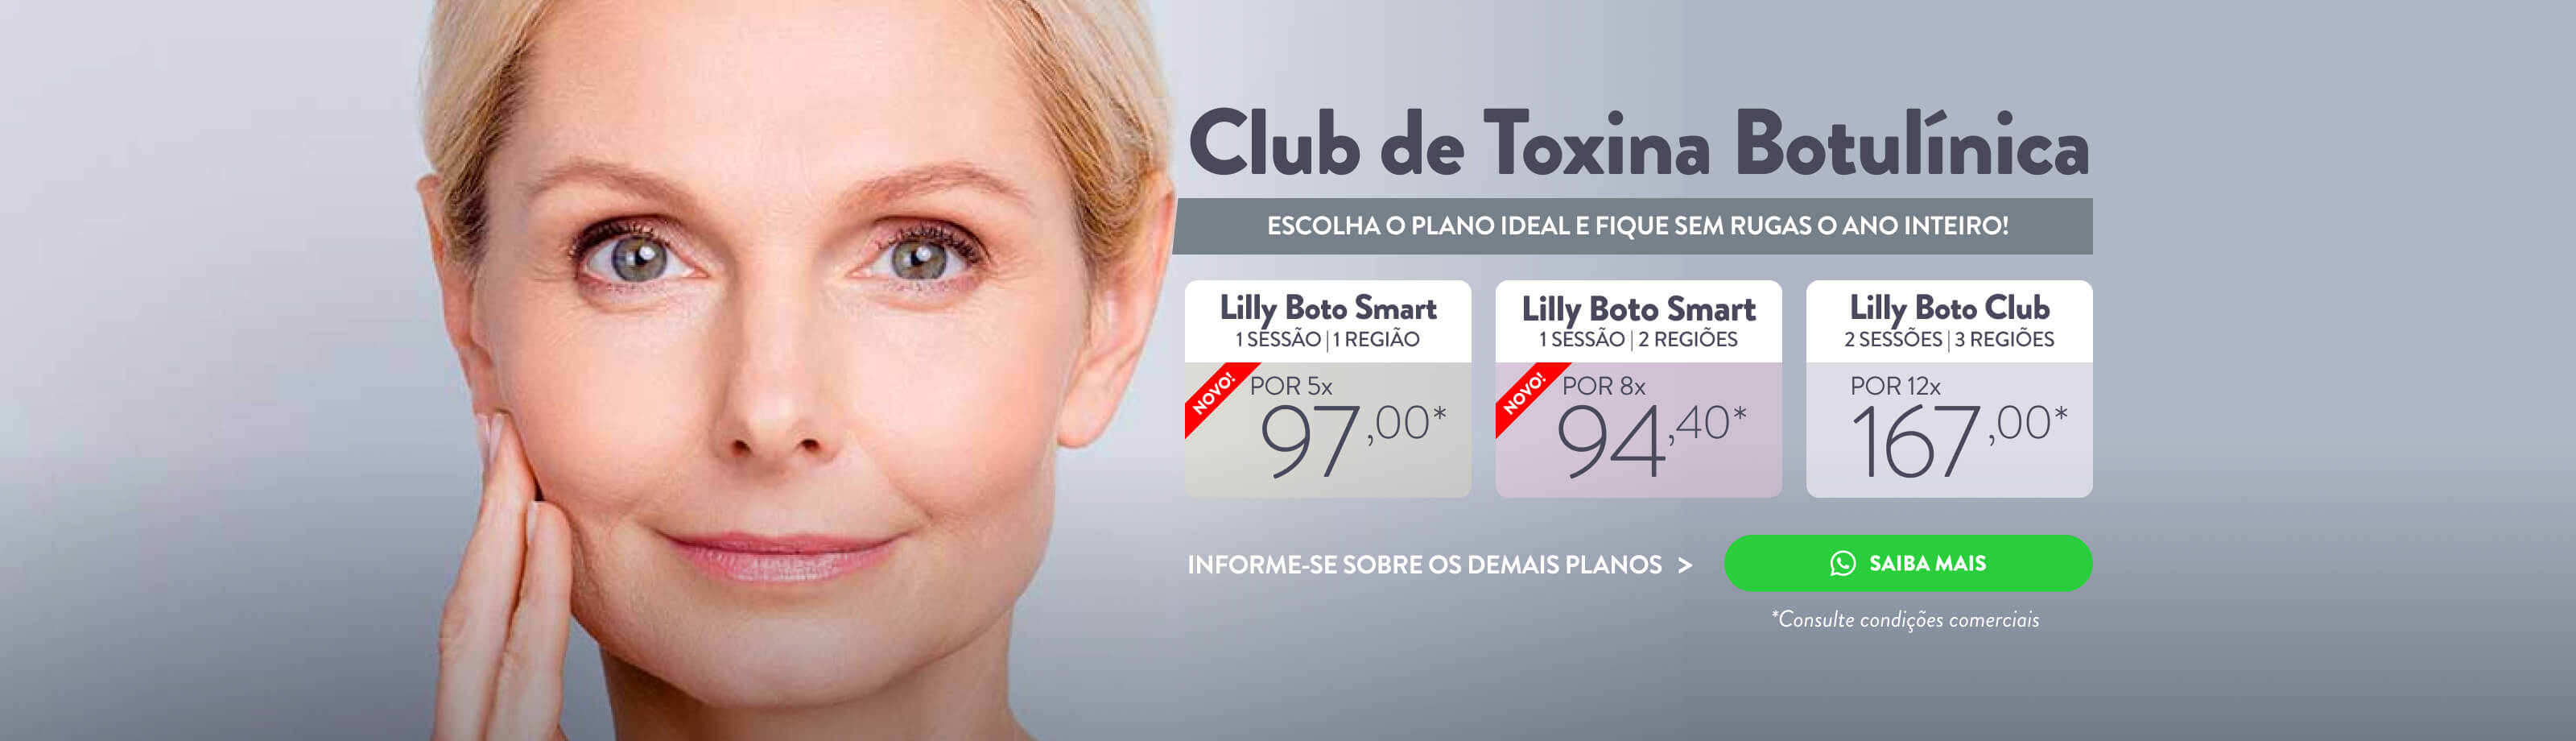 Club de Toxina Botulínica
ESCOLHA O PLANO IDEAL E FIQUE SEM RUGAS O ANO INTEIRO!
Lilly Boto Smart
1 SESSÃO | 1 REGIÃO
NOVO!
POR 5x
97,00*
Lilly Boto Smart
1 SESSÃO | 2 REGIÕES
NOVO!
POR 8x
94,40*
Lilly Boto Club
2 SESSÕES | 3 REGIÕES
POR 12x
167,00*
INFORME-SE SOBRE OS DEMAIS PLANOS >
SAIBA MAIS
*Consulte condições comerciais